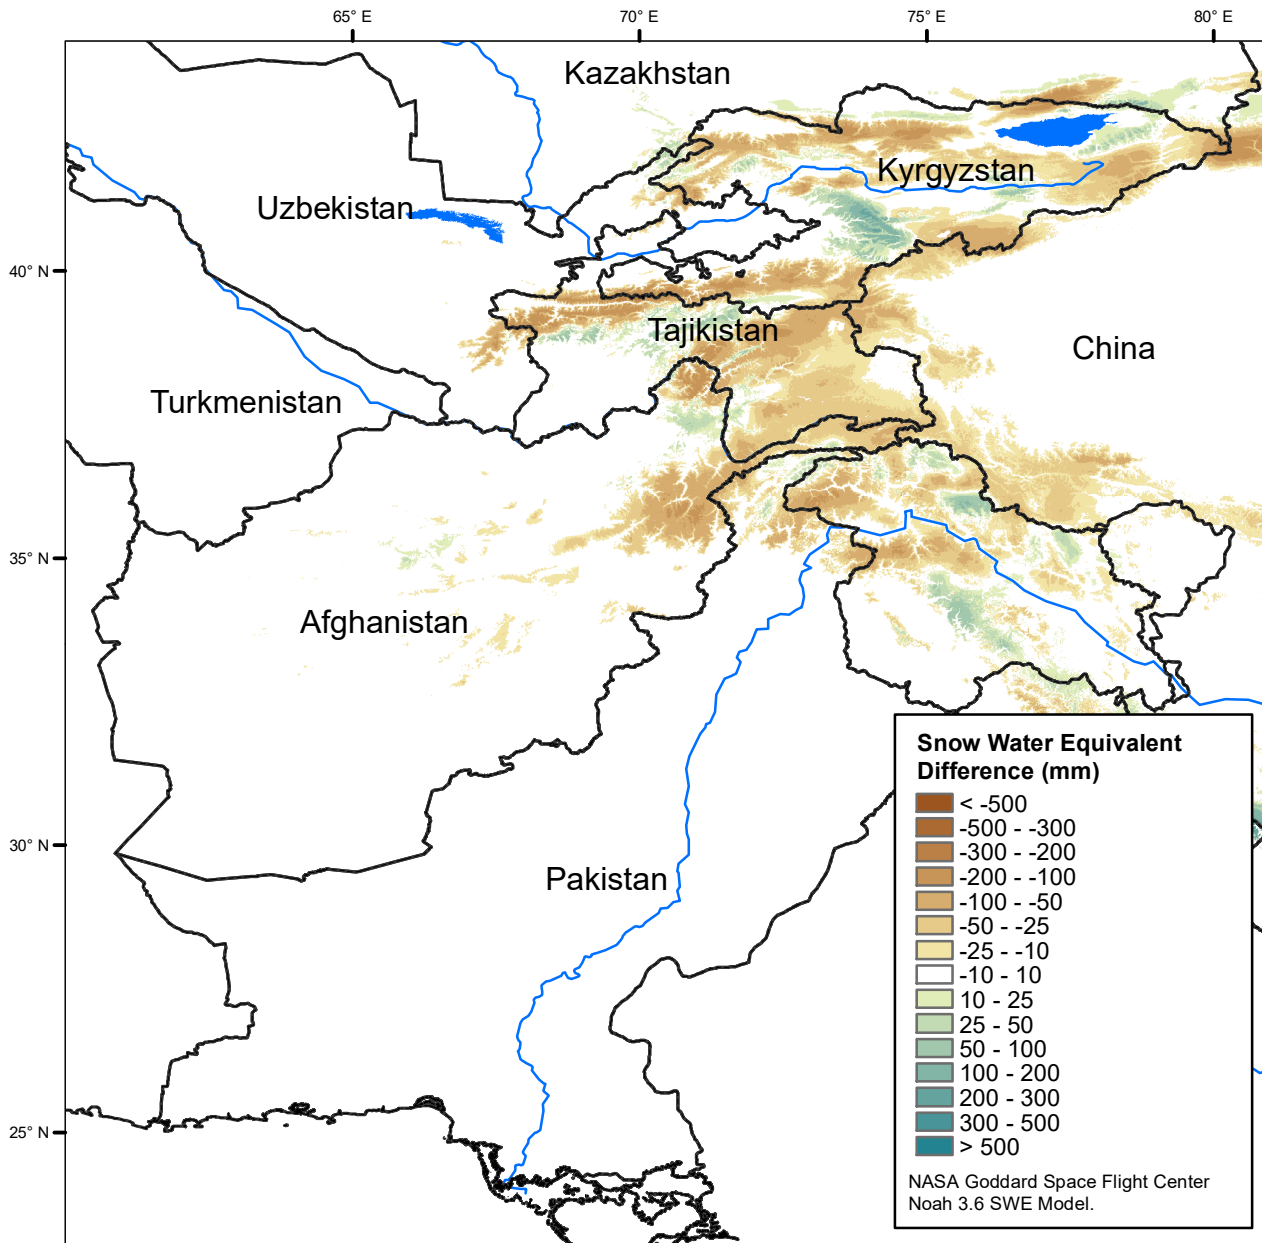 65° E
70° E
75° E
80° E
Kazakhstan
Kyrgyzstan
Uzbekistan
40° N
Tajikistan
China
Turkmenistan
35° N
Afghanistan
Snow Water Equivalent
Difference (mm)
< -500
-500 - -300
-300 - -200
-200 - -100
-100 - -50
-50 - -25
-25 - -10
-10 - 10
10 - 25
25 - 50
50 - 100
100 - 200
200 - 300
300 - 500
> 500
30° N
Pakistan
25° N
NASA Goddard Space Flight Center
Noah 3.6 SWE Model.